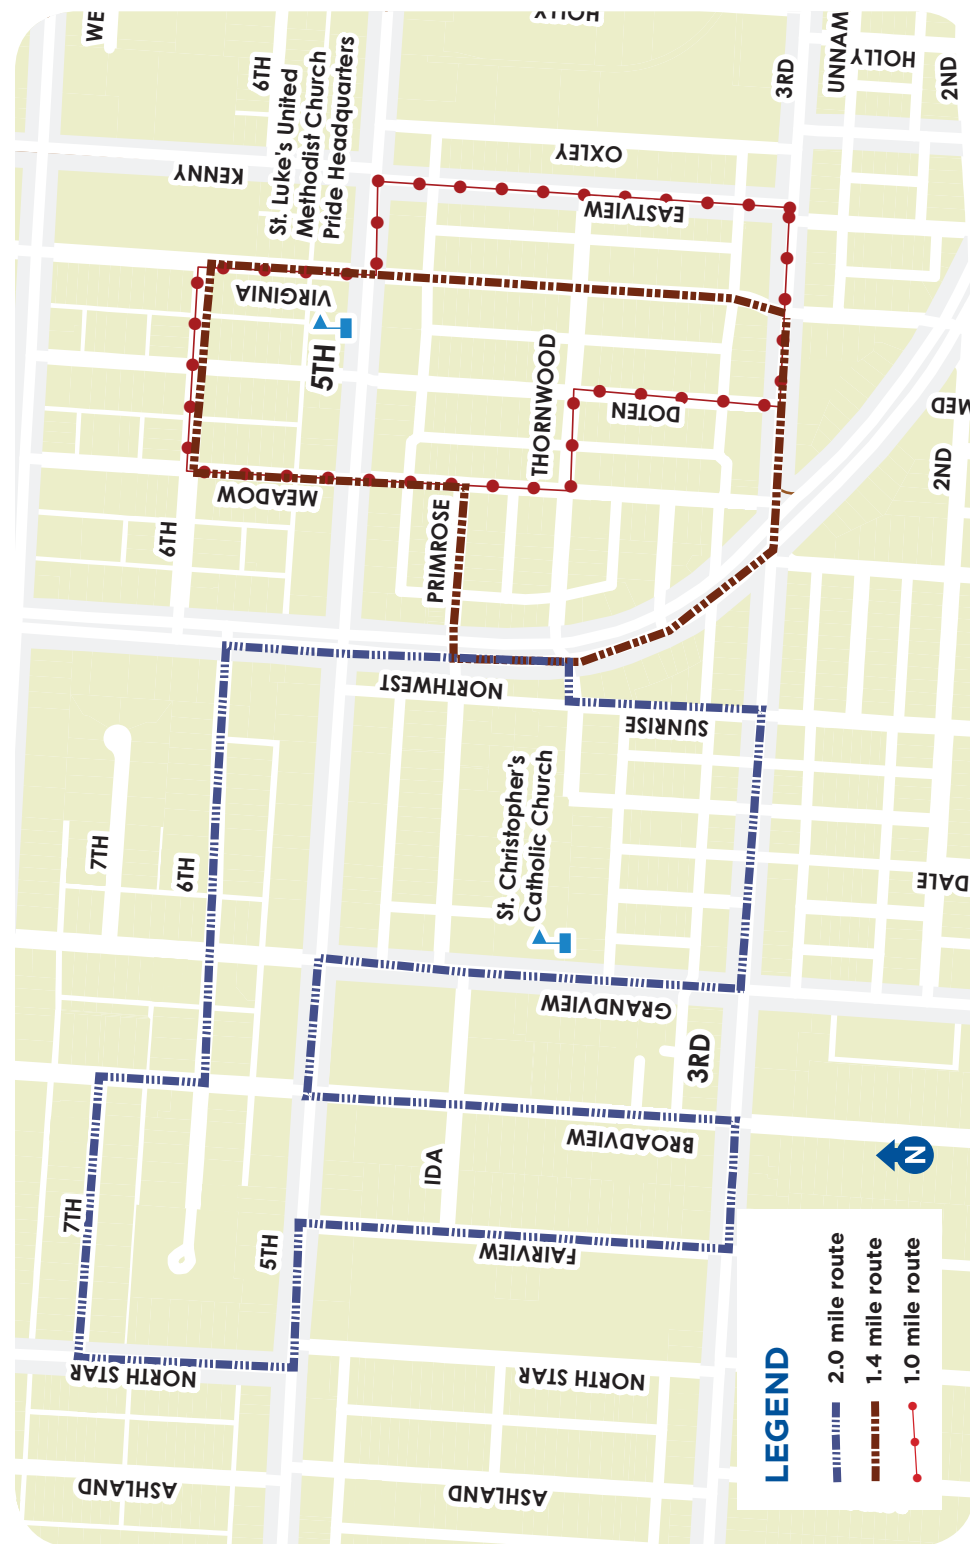 WE
6TH
St. Luke's United
Methodist Church
Pride Headquarters
HOLLY
3RD
UNNAM
HOLLY
2ND
KENNY
OXLEY
EASTVIEW
VIRGINIA
5TH
THORNWOOD
DOTEN
MED
2ND
MEADOW
6TH
PRIMROSE
NORTHWEST
SUNRISE
7TH
6TH
St. Christopher's
Catholic Church
DALE
GRANDVIEW
3RD
BROADVIEW
IDA
N
7TH
5TH
FAIRVIEW
NORTH STAR
NORTH STAR
ASHLAND
ASHLAND
LEGEND
2.0 mile route
1.4 mile route
1.0 mile route